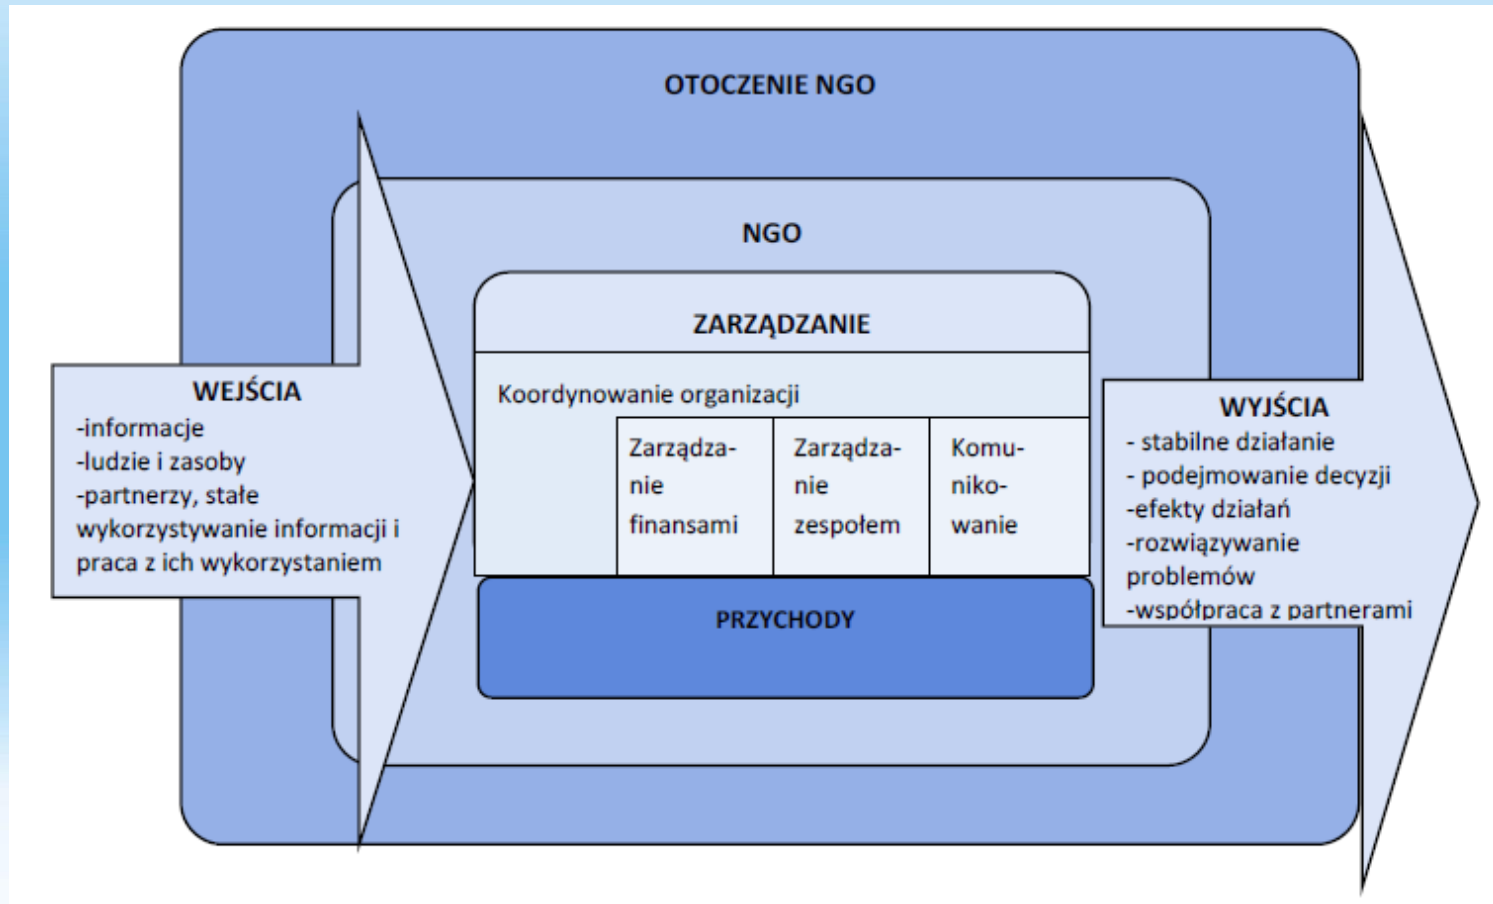 OTOCZENIE NGO
NGO
ZARZĄDZANIE
Koordynowanie organizacji
Zarządza-
nie
finansami
Zarządza-
nie
zespołem
Komu-
niko-
wanie
PRZYCHODY
WEJŚCIA
-informacje
-ludzie i zasoby
-partnerzy, stałe
wykorzystywanie informacji i
praca z ich wykorzystaniem
WYJŚCIA
- stabilne działanie
- podejmowanie decyzji
-efekty działań
-rozwiązywanie
problemów
-współpraca z partnerami